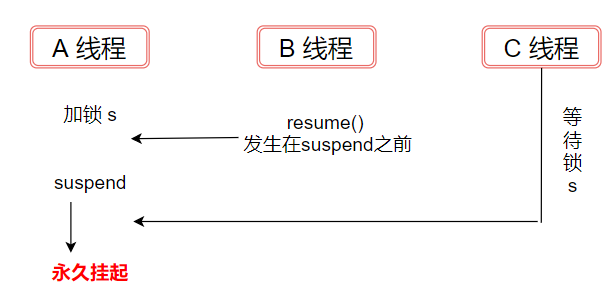 A 线程
B 线程
C 线程
加锁 s
resume()
发生在suspend之前
等
待
锁
s
suspend
永久挂起